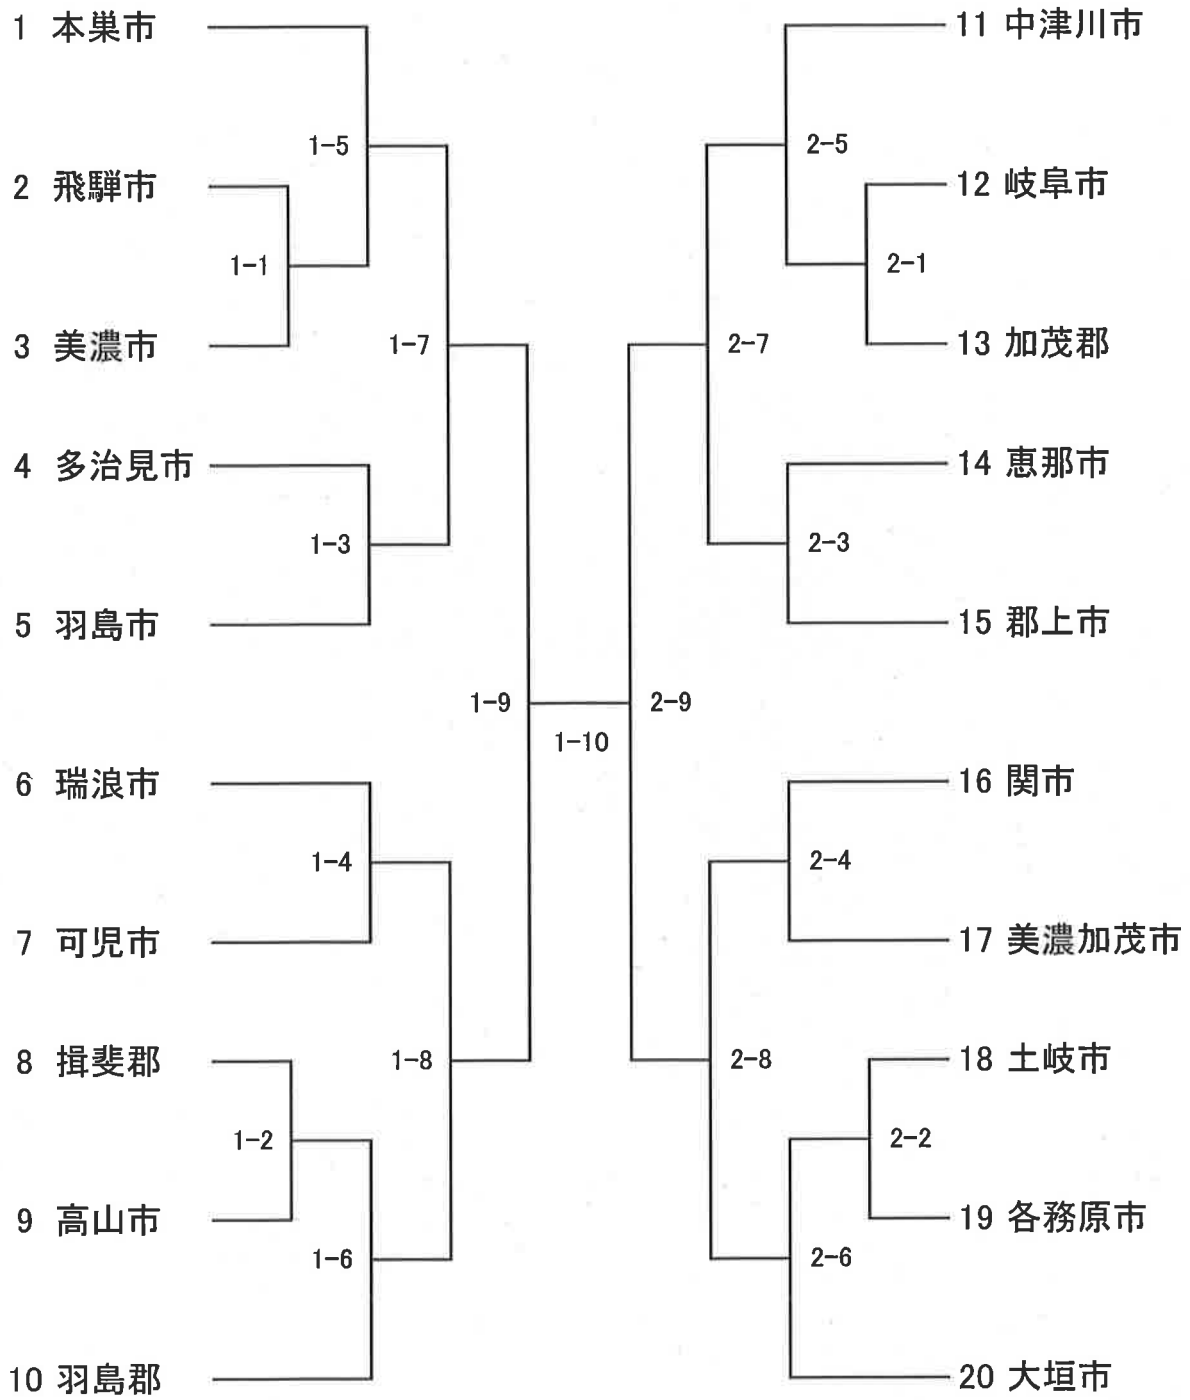 1 本巣市
1-5
2 飛騨市
1-1
3 美濃市
1-7
4 多治見市
1-3
5 羽島市
1-9
6 瑞浪市
1-4
7 可児市
8 揖斐郡
1-8
1-2
9 高山市
1-6
10 羽島郡
1-10
11 中津川市
2-5
12 岐阜市
2-1
13 加茂郡
2-7
14 恵那市
2-3
15 郡上市
2-9
16 関市
2-4
17 美濃加茂市
18 土岐市
2-8
2-2
19 各務原市
2-6
20 大垣市